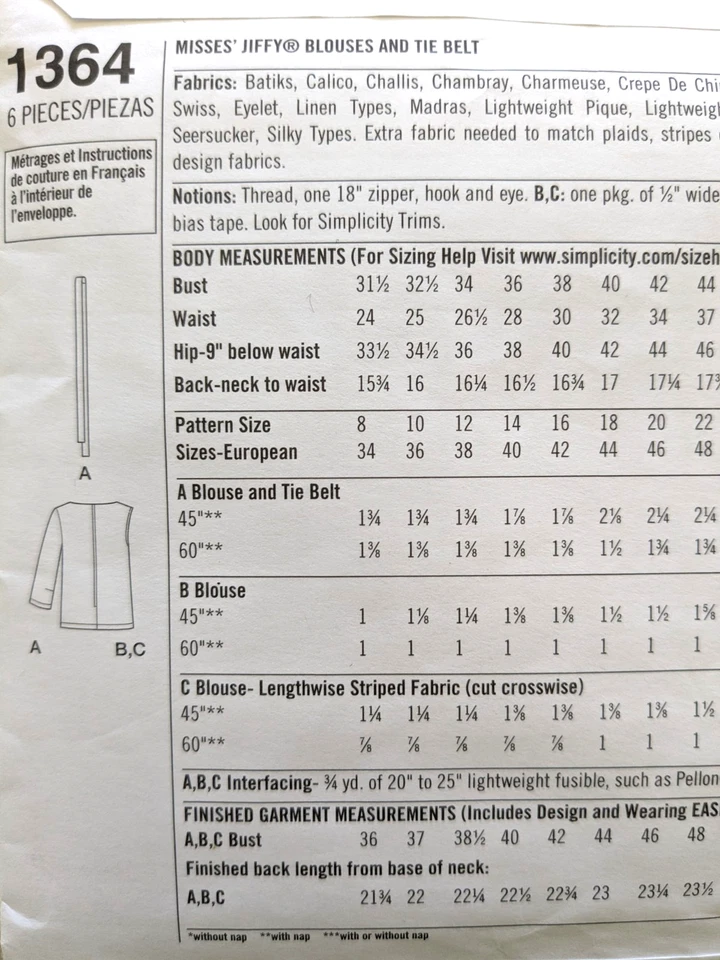 1364
6 PIECES/PIEZAS
Métrages et Instructions
de couture en Français
à l'intérieur de
l'enveloppe.
A
A B,C
MISSES' JIFFY® BLOUSES AND TIE BELT
Fabrics: Batiks, Calico, Challis, Chambray, Charmeuse, Crepe De Chi
Swiss, Eyelet, Linen Types, Madras, Lightweight Pique, Lightweigh
Seersucker, Silky Types. Extra fabric needed to match plaids, stripes
design fabrics.
Notions: Thread, one 18" zipper, hook and eye. B,C: one pkg. of ½" wide
bias tape. Look for Simplicity Trims.
BODY MEASUREMENTS (For Sizing Help Visit www.simplicity.com/sizeh
Bust 31½ 32½ 34 36 38 40 42 44
Waist 24 25 26½ 28 30 32 34 37
Hip-9" below waist 33½ 34½ 36 38 40 42 44 46
Back-neck to waist 15¾ 16 16¼ 16½ 16¾ 17 17¼ 17⅜
Pattern Size 8 10 12 14 16 18 20 22
Sizes-European 34 36 38 40 42 44 46 48
A Blouse and Tie Belt
45"** 1¾ 1¾ 1¾ 1⅞ 1⅞ 2⅛ 2¼ 2¼
60"** 1⅜ 1⅜ 1⅜ 1⅜ 1⅜ 1½ 1¾ 1¾
B Blouse
45"** 1 1⅛ 1¼ 1⅜ 1⅜ 1½ 1½ 1⅝
60"** 1 1 1 1 1 1 1 1
C Blouse- Lengthwise Striped Fabric (cut crosswise)
45"** 1¼ 1¼ 1¼ 1⅜ 1⅜ 1⅜ 1⅜ 1½
60"** ⅞ ⅞ ⅞ ⅞ ⅞ 1 1 1
A,B,C Interfacing- ¾ yd. of 20" to 25" lightweight fusible, such as Pellon
FINISHED GARMENT MEASUREMENTS (Includes Design and Wearing EAS
A,B,C Bust 36 37 38½ 40 42 44 46 48
Finished back length from base of neck:
A,B,C 21¾ 22 22¼ 22½ 22¾ 23 23¼ 23½
*without nap **with nap ***with or without nap